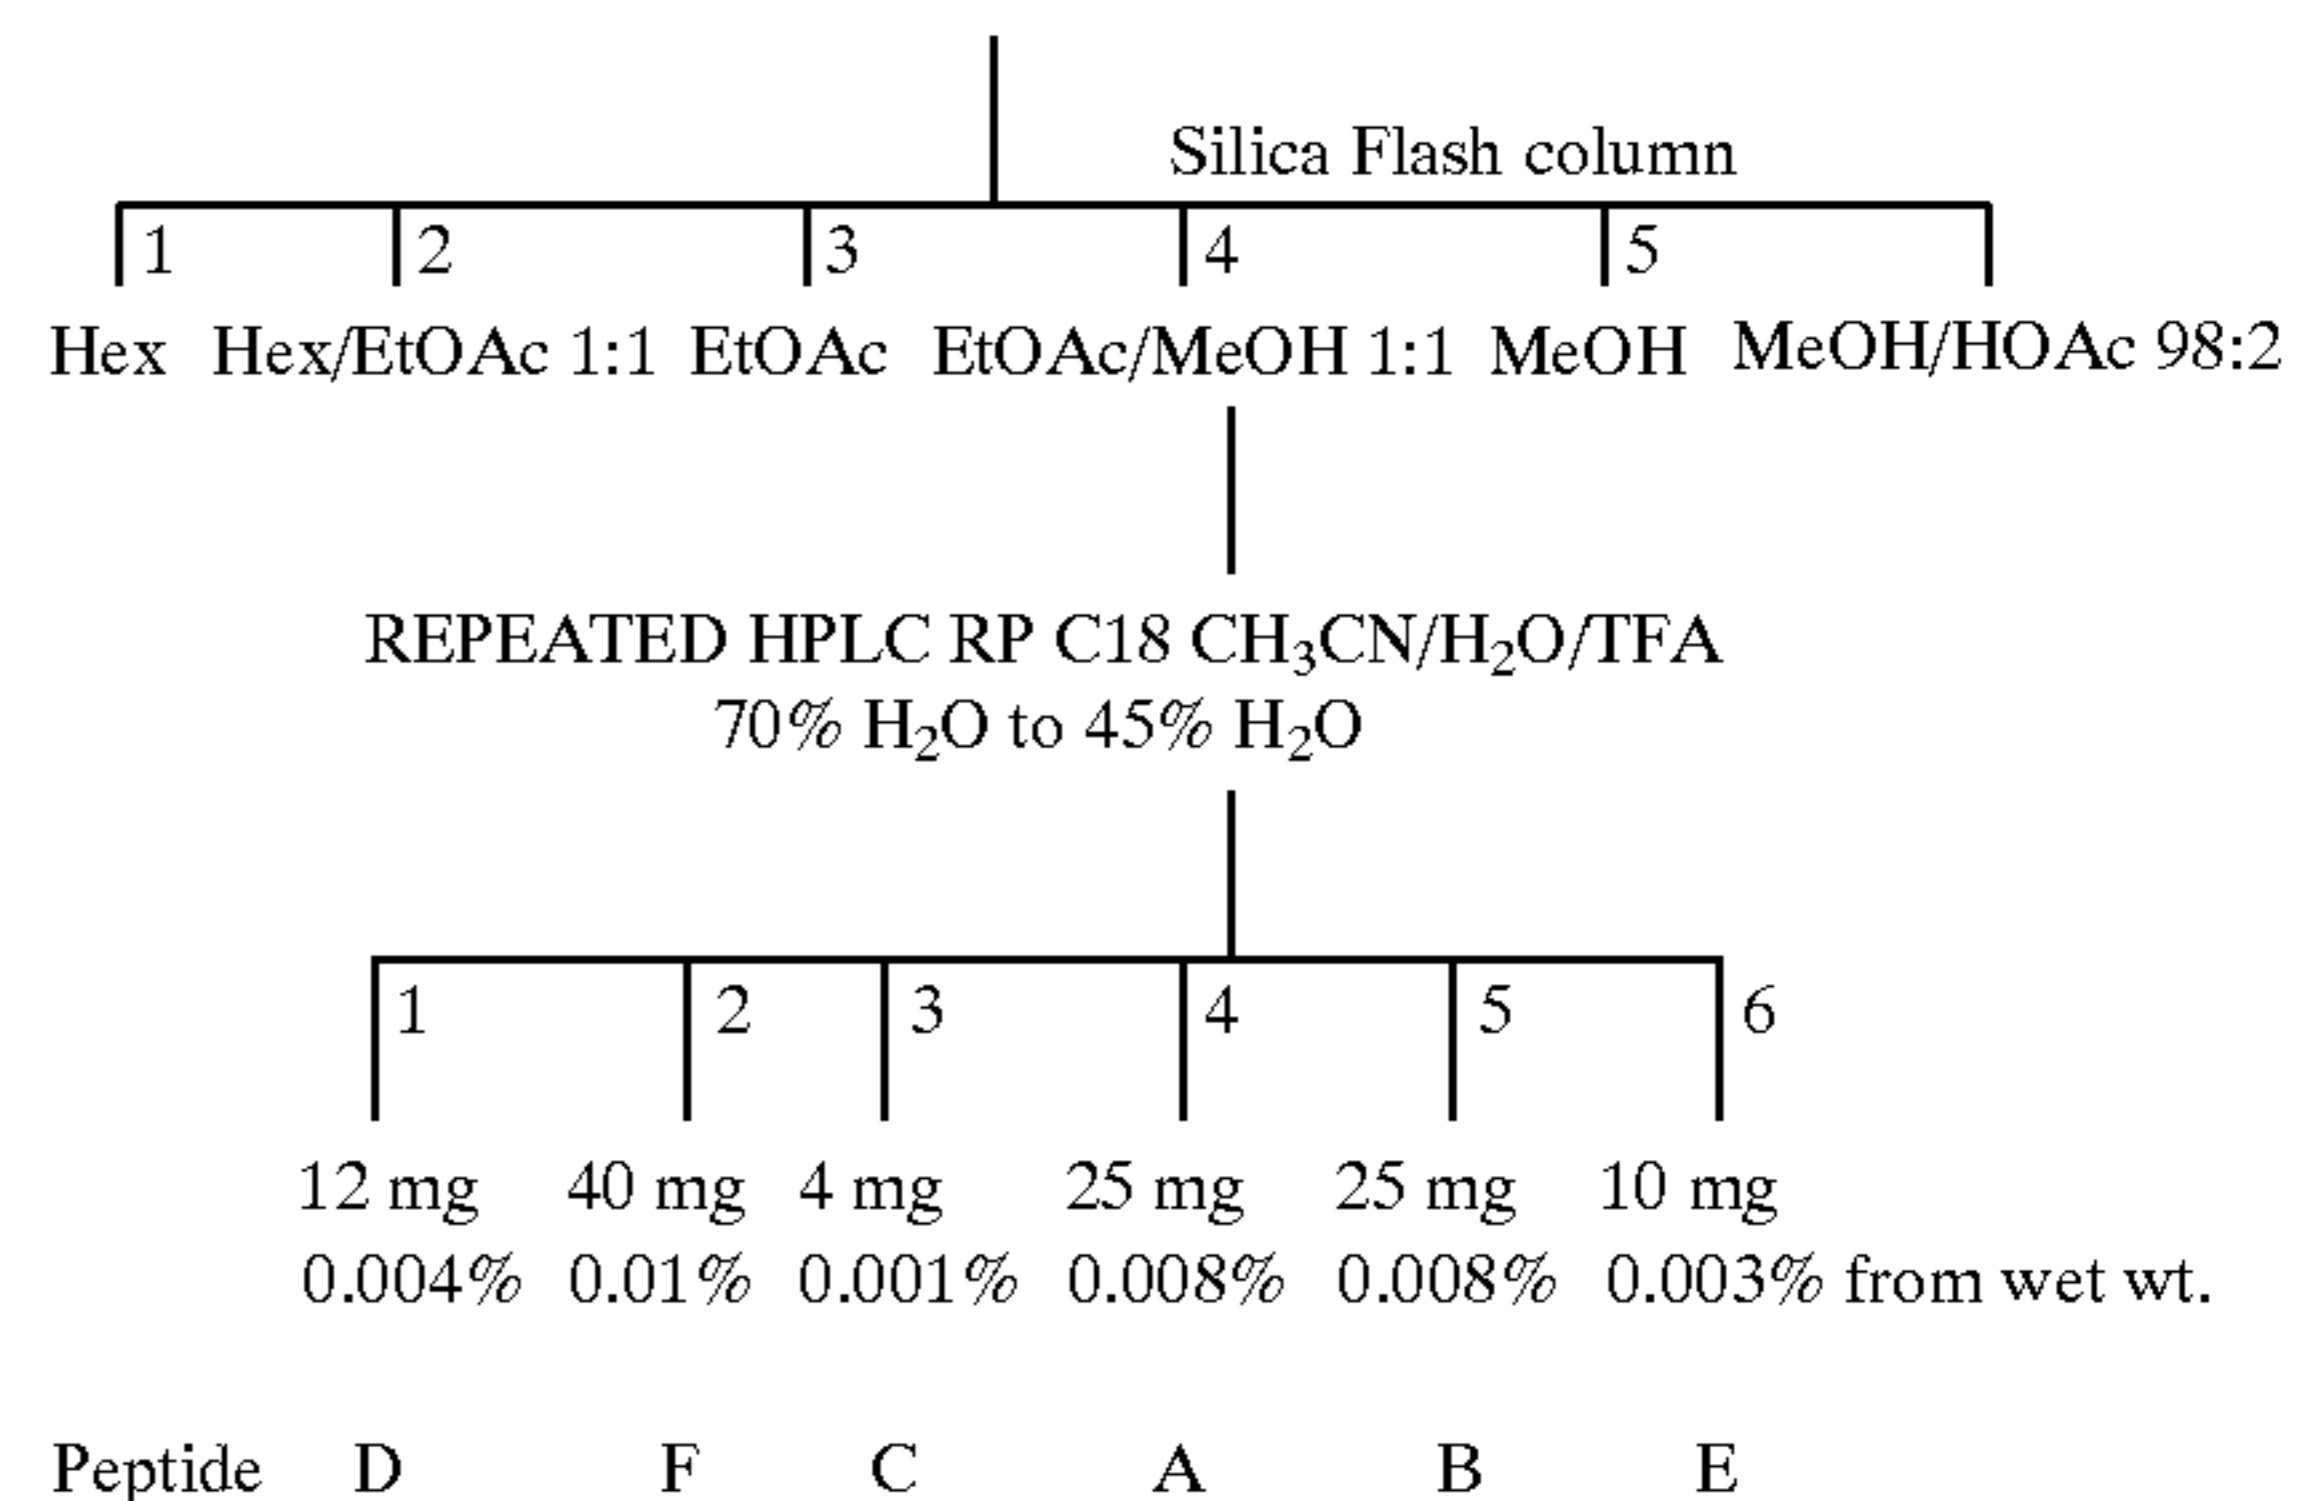 Silica Flash column
1 2 3 4 5
Hex Hex/EtOAc 1:1 EtOAc EtOAc/MeOH 1:1 MeOH MeOH/HOAc 98:2
REPEATED HPLC RP C18 CH₃CN/H₂O/TFA
70% H₂O to 45% H₂O
1 2 3 4 5 6
12 mg 40 mg 4 mg 25 mg 25 mg 10 mg
0.004% 0.01% 0.001% 0.008% 0.008% 0.003% from wet wt.
Peptide D F C A B E